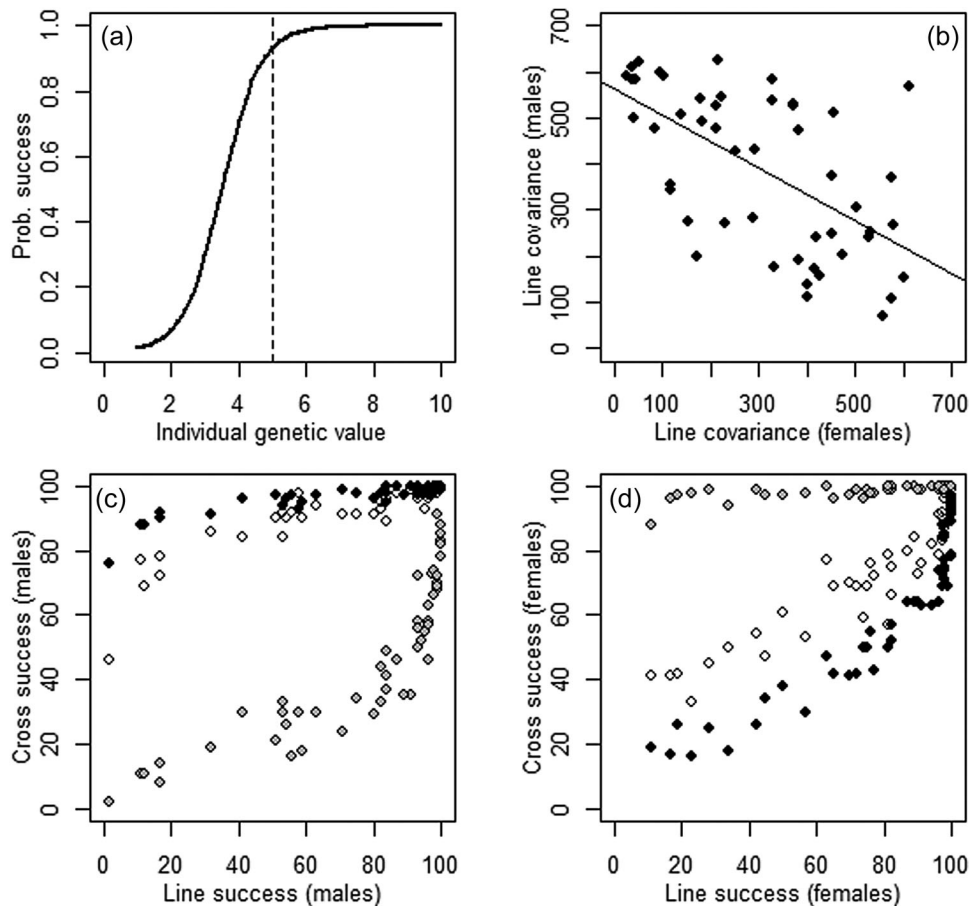 (a)
Prob. success
1.0
0.8
0.6
0.4
0.2
0.0
0 2 4 6 8 10
Individual genetic value
(b)
Line covariance (males)
700
500
300
100
0
0 100 300 500 700
Line covariance (females)
(c)
Cross success (males)
100
80
60
40
20
0
0 20 40 60 80 100
Line success (males)
(d)
Cross success (females)
100
80
60
40
20
0
0 20 40 60 80 100
Line success (females)